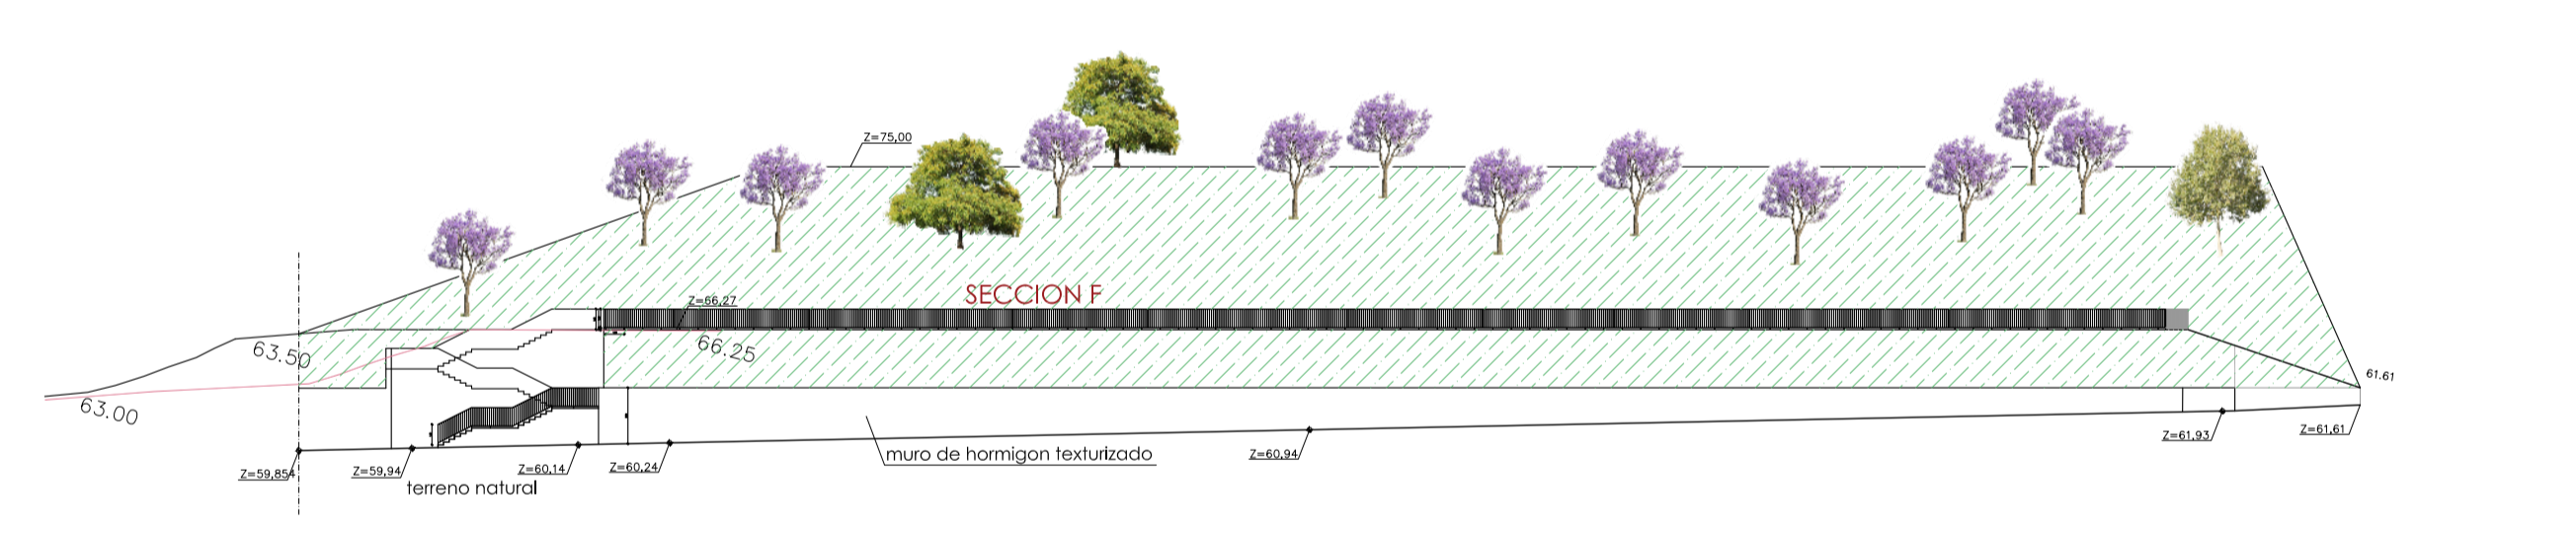 Z=75,00
SECCION F
Z=66,27
63.50
66.25
61.61
63.00
Z=61,93
Z=61,61
muro de hormigon texturizado
Z=60,94
Z=59,854
Z=59,94
Z=60,14
Z=60,24
terreno natural